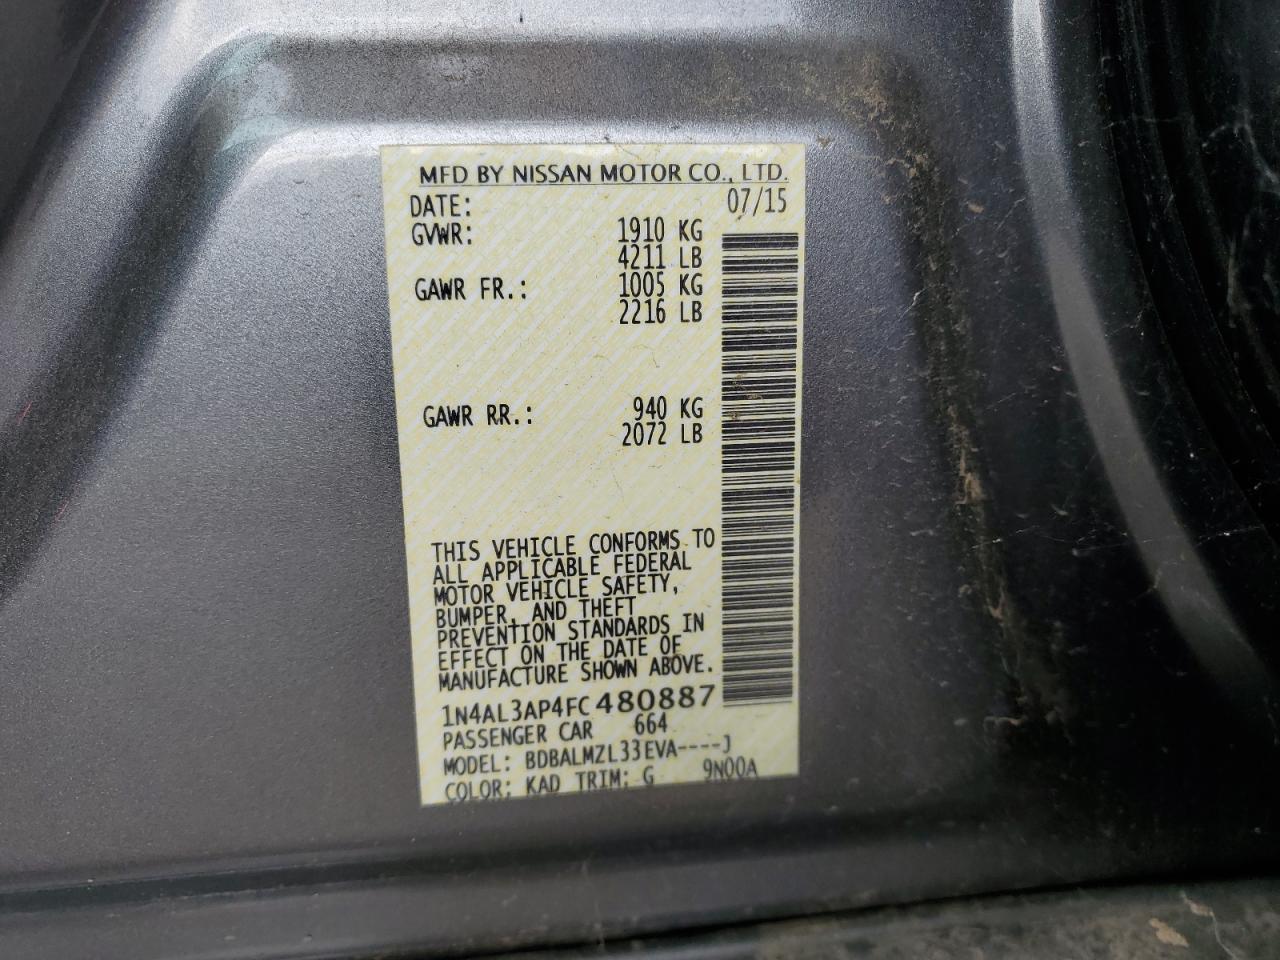 MFD BY NISSAN MOTOR CO., LTD.
DATE: 07/15
GVWR: 1910 KG
4211 LB
GAWR FR.: 1005 KG
2216 LB
GAWR RR.: 940 KG
2072 LB
THIS VEHICLE CONFORMS TO
ALL APPLICABLE FEDERAL
MOTOR VEHICLE SAFETY,
BUMPER, AND THEFT
PREVENTION STANDARDS IN
EFFECT ON THE DATE OF
MANUFACTURE SHOWN ABOVE.
1N4AL3AP4FC480887
PASSENGER CAR 664
MODEL: BDBALMZL33EVA----J
COLOR: KAD TRIM: G 9N00A